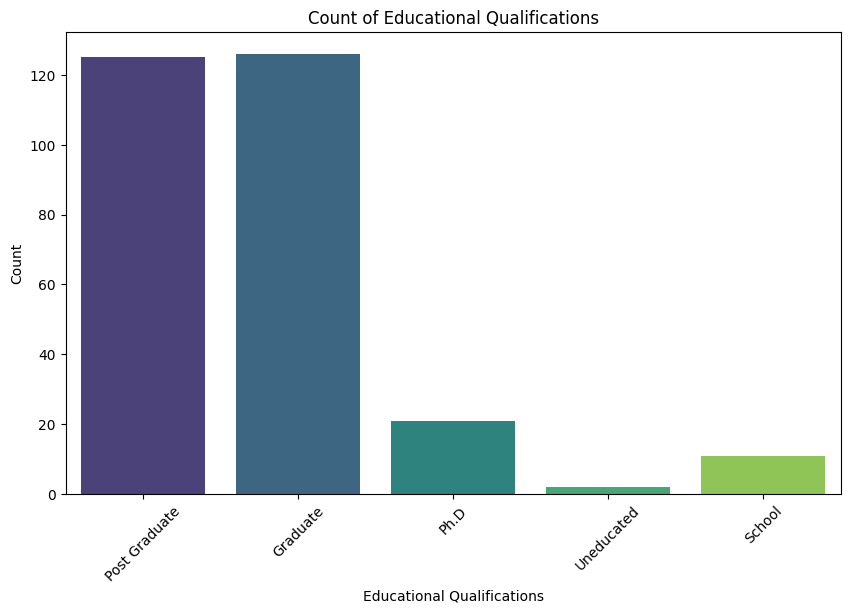 Count of Educational Qualifications
Count
120
100
80
60
40
20
0
Post Graduate
Graduate
Ph.D
Uneducated
School
Educational Qualifications